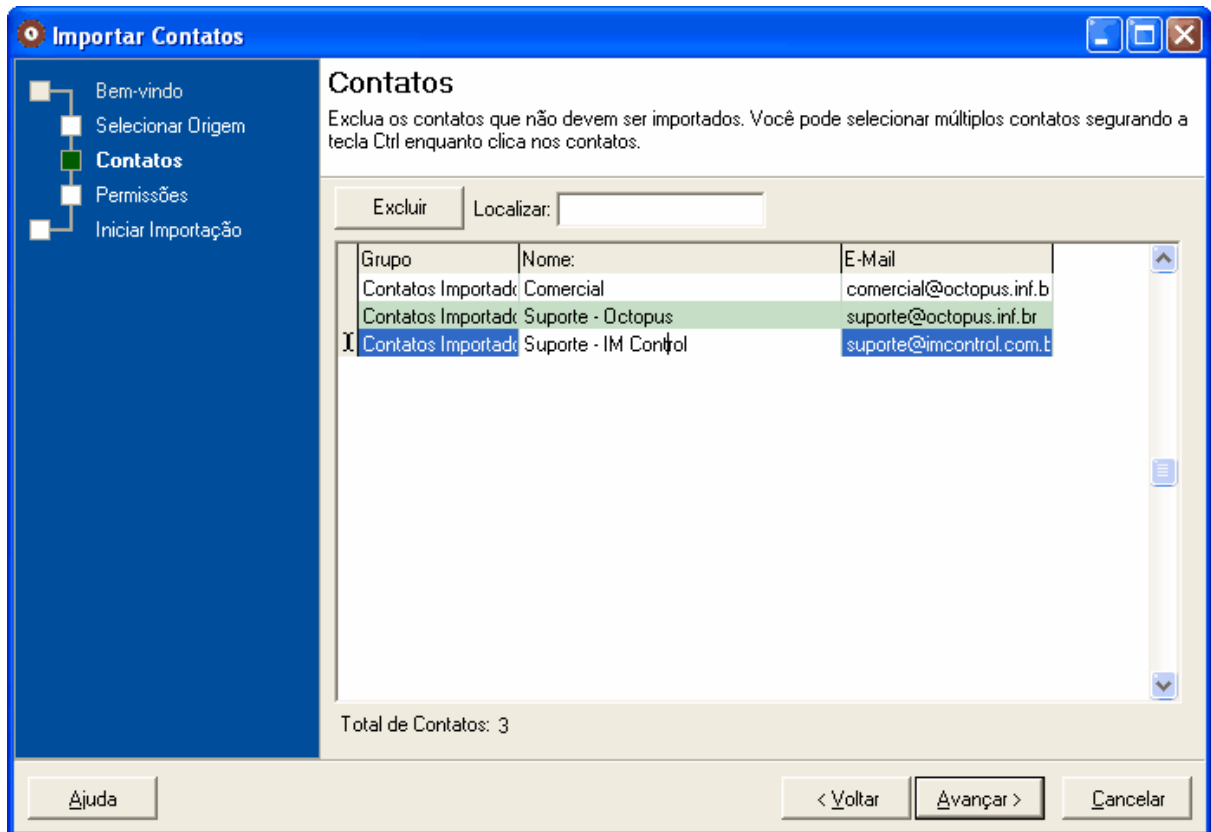 Importar Contatos
Bem-vindo
Selecionar Origem
Contatos
Permissões
Iniciar Importação
Contatos
Exclua os contatos que não devem ser importados. Você pode selecionar múltiplos contatos segurando a
tecla Ctrl enquanto clica nos contatos.
Excluir Localizar:
Grupo Nome: E-Mail
Contatos Importado Comercial comercial@octopus.inf.b
Contatos Importado Suporte - Octopus suporte@octopus.inf.br
Contatos Importado Suporte - IM Control suporte@imcontrol.com.b
Total de Contatos: 3
Ajuda < Voltar Avançar > Cancelar